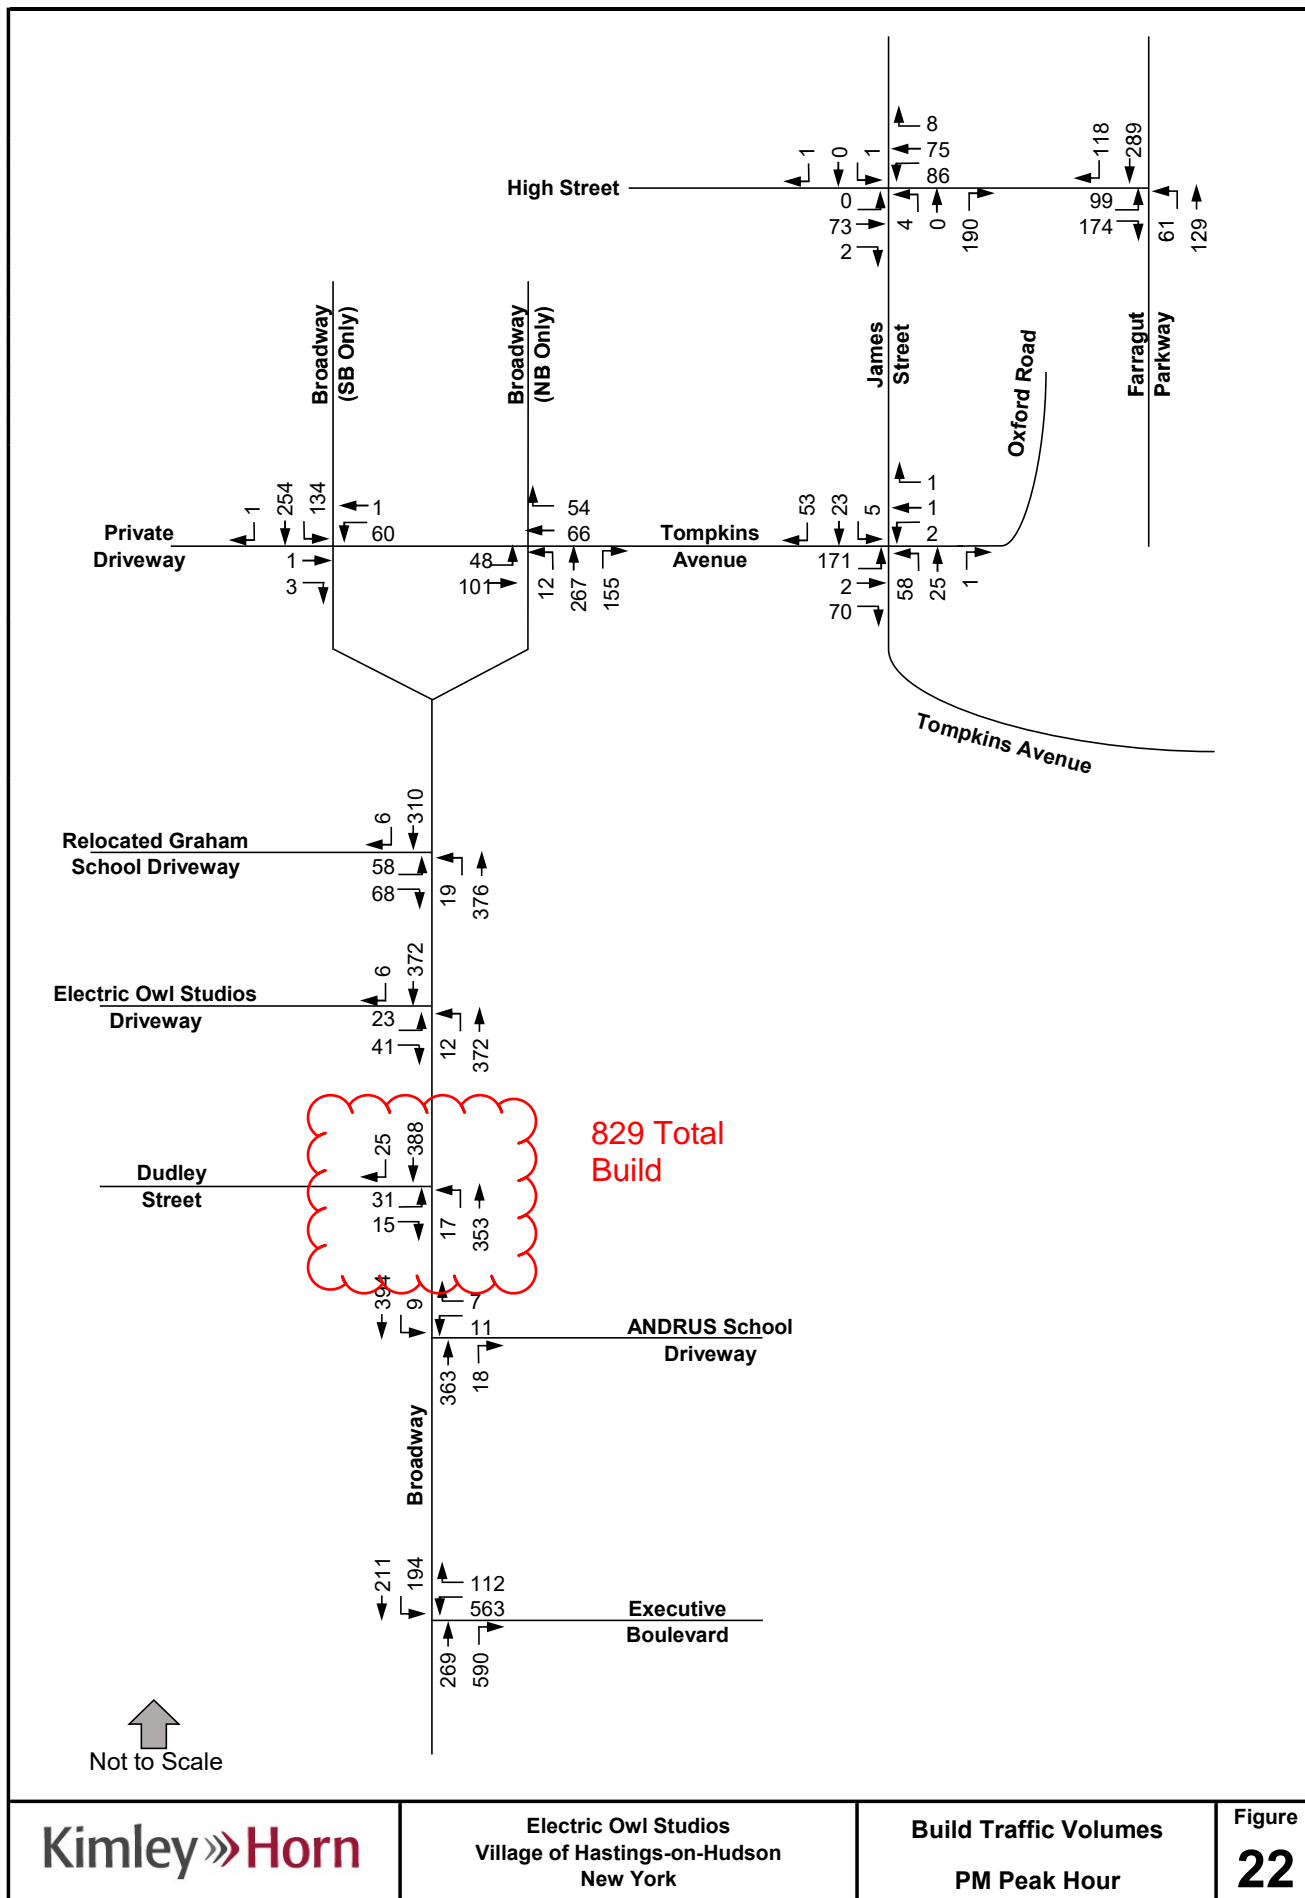 8
75
86
1
0
1
118
289
High Street
0
73
2
4
0
190
99
174
61
129
Broadway
(SB Only)
Broadway
(NB Only)
James
Street
Oxford Road
Farragut
Parkway
1
254
134
1
60
54
66
53
23
5
1
1
2
Private
Driveway
Tompkins
Avenue
1
3
48
101
12
267
155
171
2
70
58
25
1
Tompkins Avenue
6
310
Relocated Graham
School Driveway
58
68
19
376
6
372
Electric Owl Studios
Driveway
23
41
12
372
829 Total
Build
25
388
Dudley
Street
31
15
17
353
394
9
7
11
ANDRUS School
Driveway
363
18
Broadway
211
194
112
563
Executive
Boulevard
269
590
Not to Scale
Kimley»Horn
Electric Owl Studios
Village of Hastings-on-Hudson
New York
Build Traffic Volumes
PM Peak Hour
Figure
22